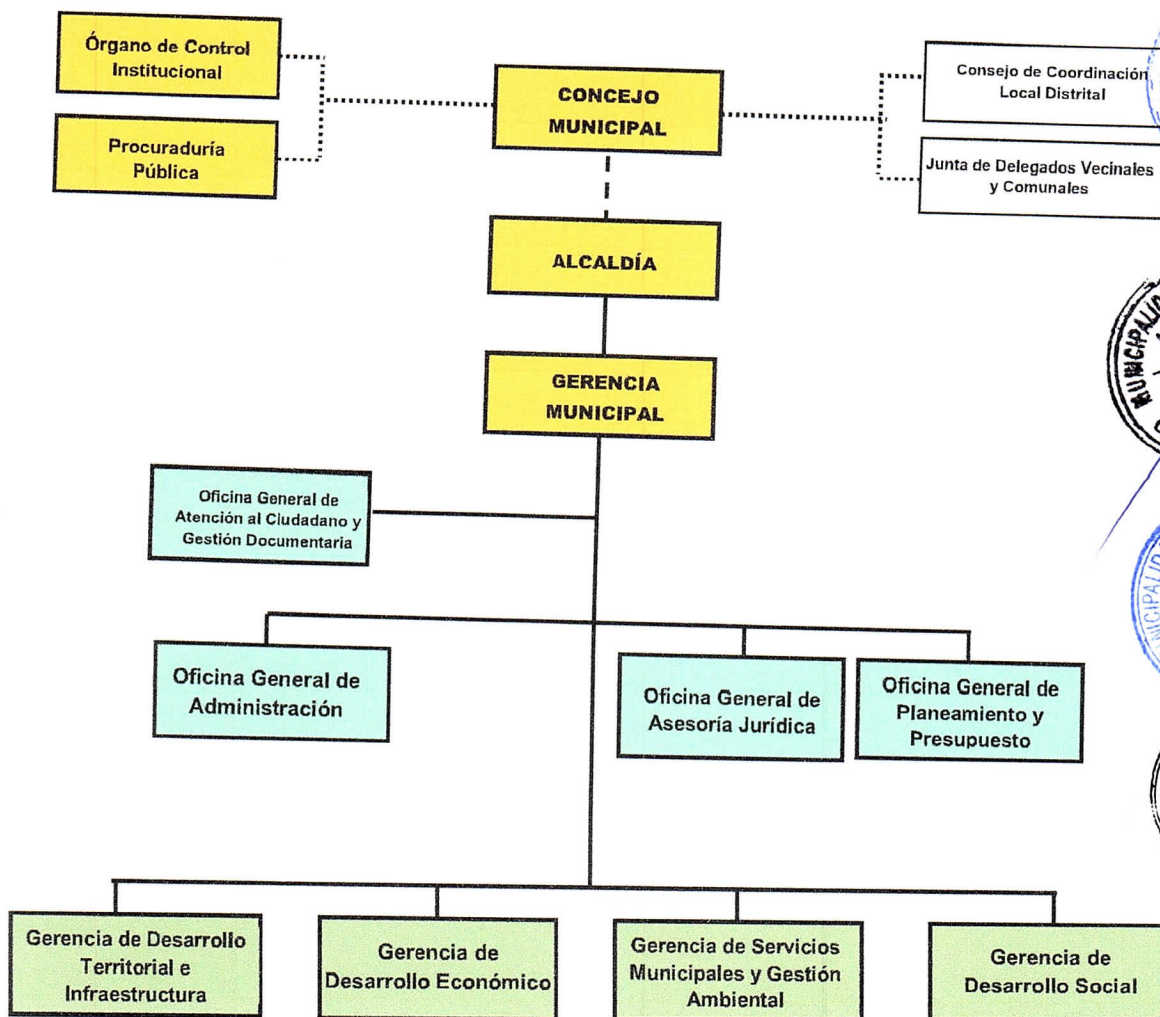 Órgano de Control
Institucional
Procuraduría
Pública
CONCEJO
MUNICIPAL
Consejo de Coordinación
Local Distrital
Junta de Delegados Vecinales
y Comunales
ALCALDÍA
GERENCIA
MUNICIPAL
Oficina General de
Atención al Ciudadano y
Gestión Documentaria
Oficina General de
Administración
Oficina General de
Asesoría Jurídica
Oficina General de
Planeamiento y
Presupuesto
Gerencia de Desarrollo
Territorial e
Infraestructura
Gerencia de
Desarrollo Económico
Gerencia de Servicios
Municipales y Gestión
Ambiental
Gerencia de
Desarrollo Social